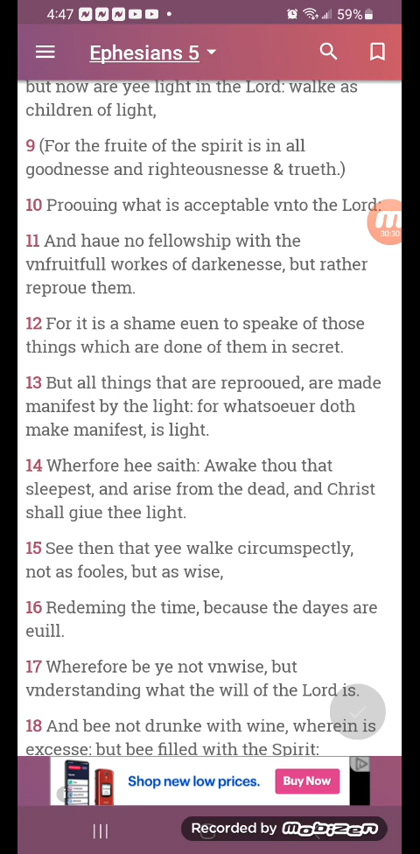 4:47
59%
Ephesians 5
but now are yee light in the Lord: walke as
children of light,
9 (For the fruite of the spirit is in all
goodnesse and righteousnesse & trueth.)
10 Proouing what is acceptable vnto the Lord:
11 And haue no fellowship with the
vnfruitfull workes of darkenesse, but rather
reproue them.
30:30
12 For it is a shame euen to speake of those
things which are done of them in secret.
13 But all things that are reprooued, are made
manifest by the light: for whatsoeuer doth
make manifest, is light.
14 Wherfore hee saith: Awake thou that
sleepest, and arise from the dead, and Christ
shall giue thee light.
15 See then that yee walke circumspectly,
not as fooles, but as wise,
16 Redeming the time, because the dayes are
euill.
17 Wherefore be ye not vnwise, but
vnderstanding what the will of the Lord is.
18 And bee not drunke with wine, wherein is
excesse: but bee filled with the Spirit:
Shop new low prices.
Buy Now
Recorded by mobizen